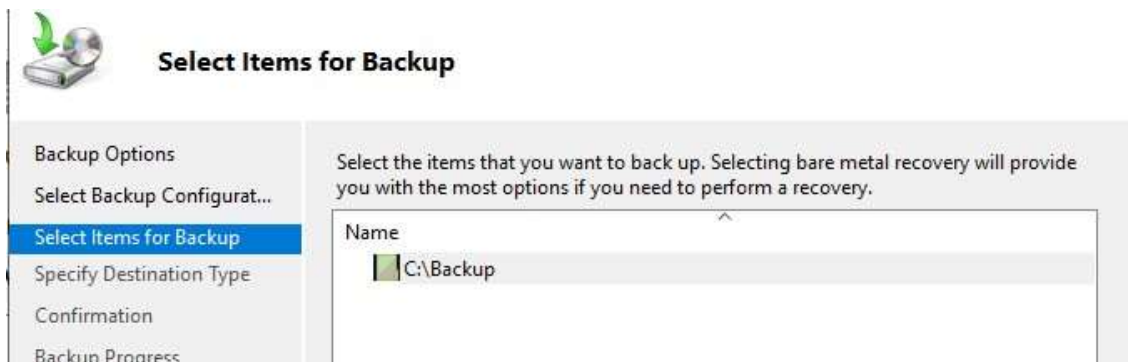 Select Items for Backup
Backup Options
Select Backup Configurat...
Select Items for Backup
Specify Destination Type
Confirmation
Backup Progress
Select the items that you want to back up. Selecting bare metal recovery will provide
you with the most options if you need to perform a recovery.
Name
C:\Backup